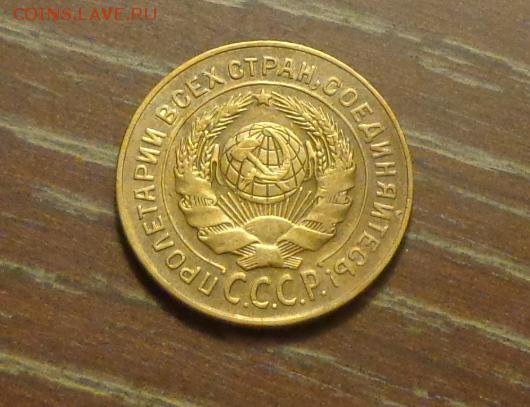 COINS.LAVE.RU
ПРОЛЕТАРИИ ВСЕХ СТРАН, СОЕДИНЯЙТЕСЬ!
С.С.С.Р.